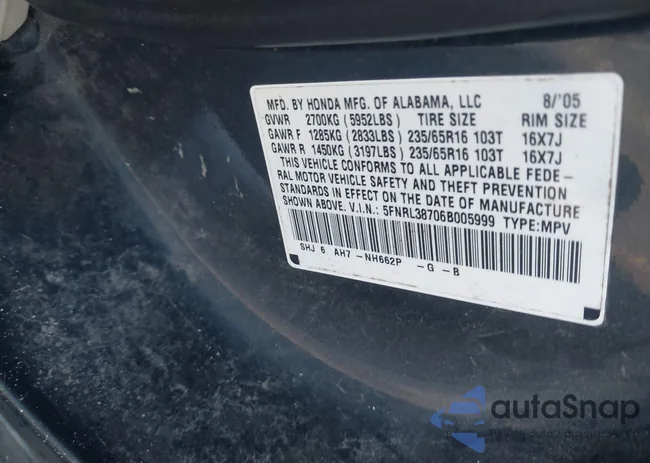 MFD. BY HONDA MFG. OF ALABAMA, LLC 8/'05
GVWR 2700KG (5952LBS) TIRE SIZE RIM SIZE
GAWR F 1285KG (2833LBS) 235/65R16 103T 16X7J
GAWR R 1450KG (3197LBS) 235/65R16 103T 16X7J
THIS VEHICLE CONFORMS TO ALL APPLICABLE FEDE-
RAL MOTOR VEHICLE SAFETY AND THEFT PREVENTION
STANDARDS IN EFFECT ON THE DATE OF MANUFACTURE
SHOWN ABOVE. V.I.N.: 5FNRL38706B005999 TYPE:MPV
SHJ 6 AH7 -NH662P -G -B
autaSnap